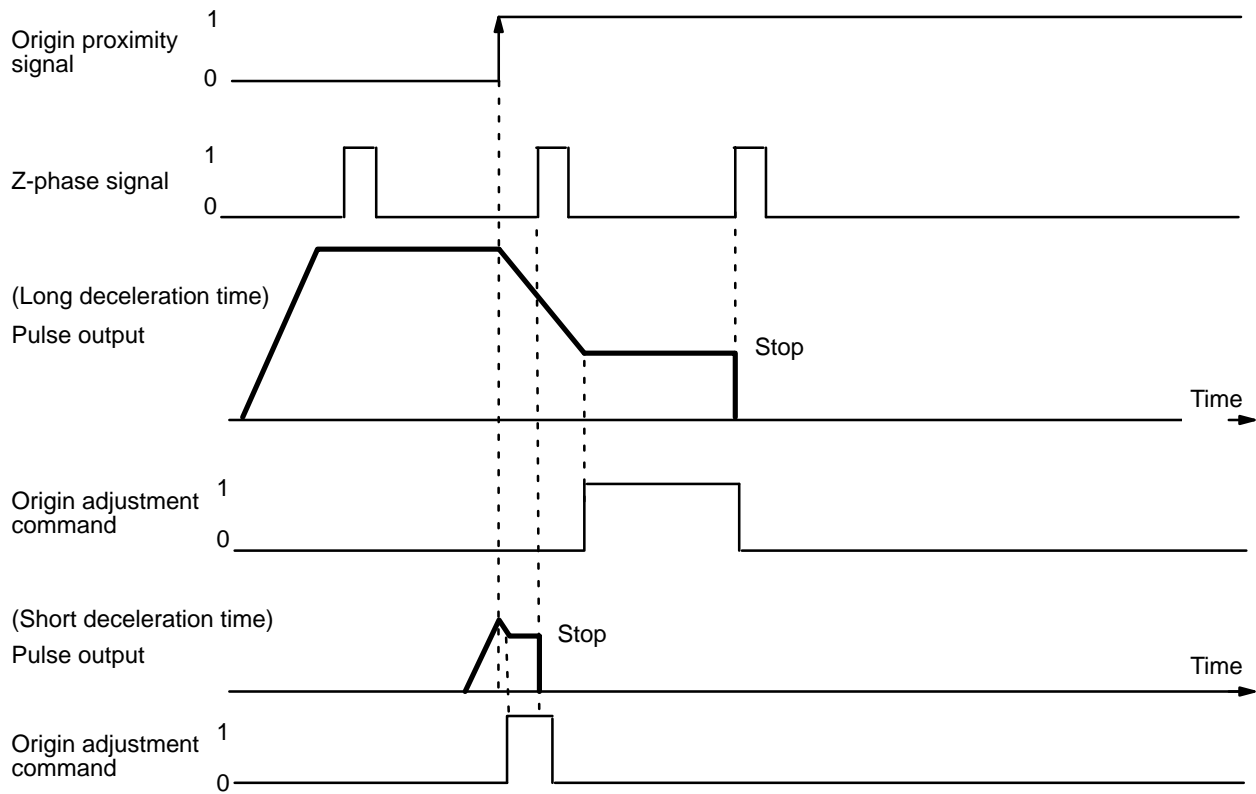 1
Origin proximity
signal
0
1
Z-phase signal
0
(Long deceleration time)
Pulse output
Stop
Time
1
Origin adjustment
command
0
(Short deceleration time)
Pulse output
Stop
Time
1
Origin adjustment
command
0